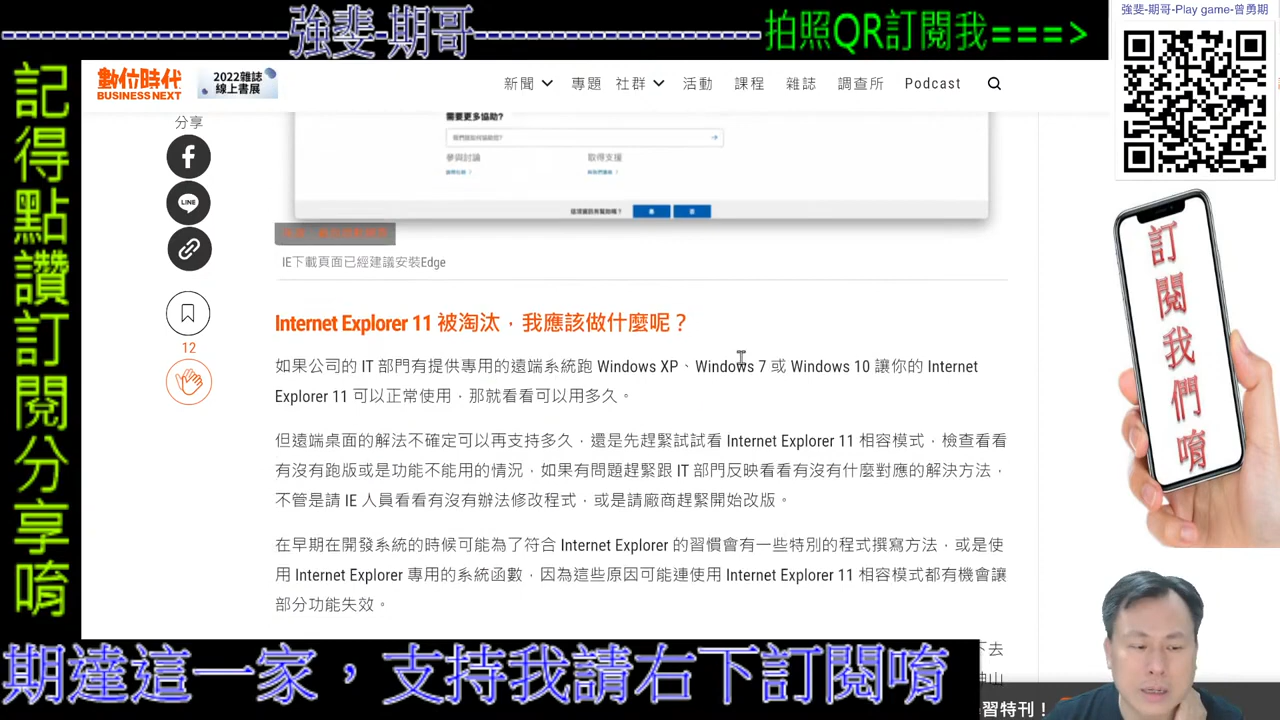 -----------------------強斐-期哥-----------------------拍照QR訂閱我===>
強斐-期哥-Play game-曾勇期
記得點讚訂閱分享唷
數位時代
BUSINESS NEXT
2022雜誌
線上書展
新聞 專題 社群 活動 課程 雜誌 調查所 Podcast
分享
需要更多協助?
參與討論 取得支援
LINE
IE下載頁面已經建議安裝Edge
12
Internet Explorer 11 被淘汰，我應該做什麼呢？
如果公司的 IT 部門有提供專用的遠端系統跑 Windows XP、Windows 7 或 Windows 10 讓你的 Internet
Explorer 11 可以正常使用，那就看看可以用多久。
但遠端桌面的解法不確定可以再支持多久，還是先趕緊試試看 Internet Explorer 11 相容模式，檢查看看
有沒有跑版或是功能不能用的情況，如果有問題趕緊跟 IT 部門反映看看有沒有什麼對應的解決方法，
不管是請 IE 人員看看有沒有辦法修改程式，或是請廠商趕緊開始改版。
在早期在開發系統的時候可能為了符合 Internet Explorer 的習慣會有一些特別的程式撰寫方法，或是使
用 Internet Explorer 專用的系統函數，因為這些原因可能連使用 Internet Explorer 11 相容模式都有機會讓
部分功能失效。
下去
訂閱我們唷
期達這一家，支持我請右下訂閱唷
習特刊！